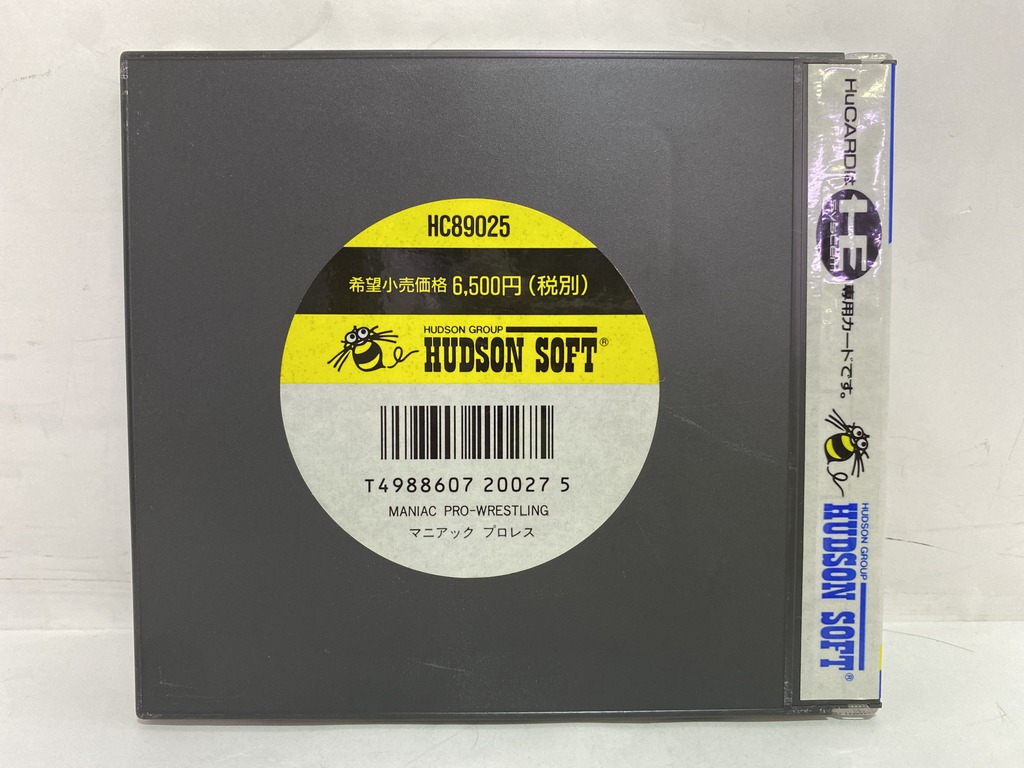 HC89025
希望小売価格 6,500円(税別)
HUDSON GROUP
HUDSON SOFT®
T4988607 20027 5
MANIAC PRO-WRESTLING
マニアック プロレス
HuCARDは
HE
System
専用カードです。
HUDSON GROUP
HUDSON SOFT®